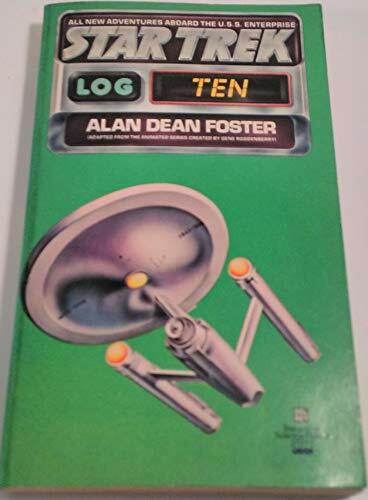 ALL NEW ADVENTURES ABOARD THE U.S.S. ENTERPRISE
STAR TREK
LOG TEN
ALAN DEAN FOSTER
(ADAPTED FROM THE ANIMATED SERIES CREATED BY GENE RODDENBERRY)